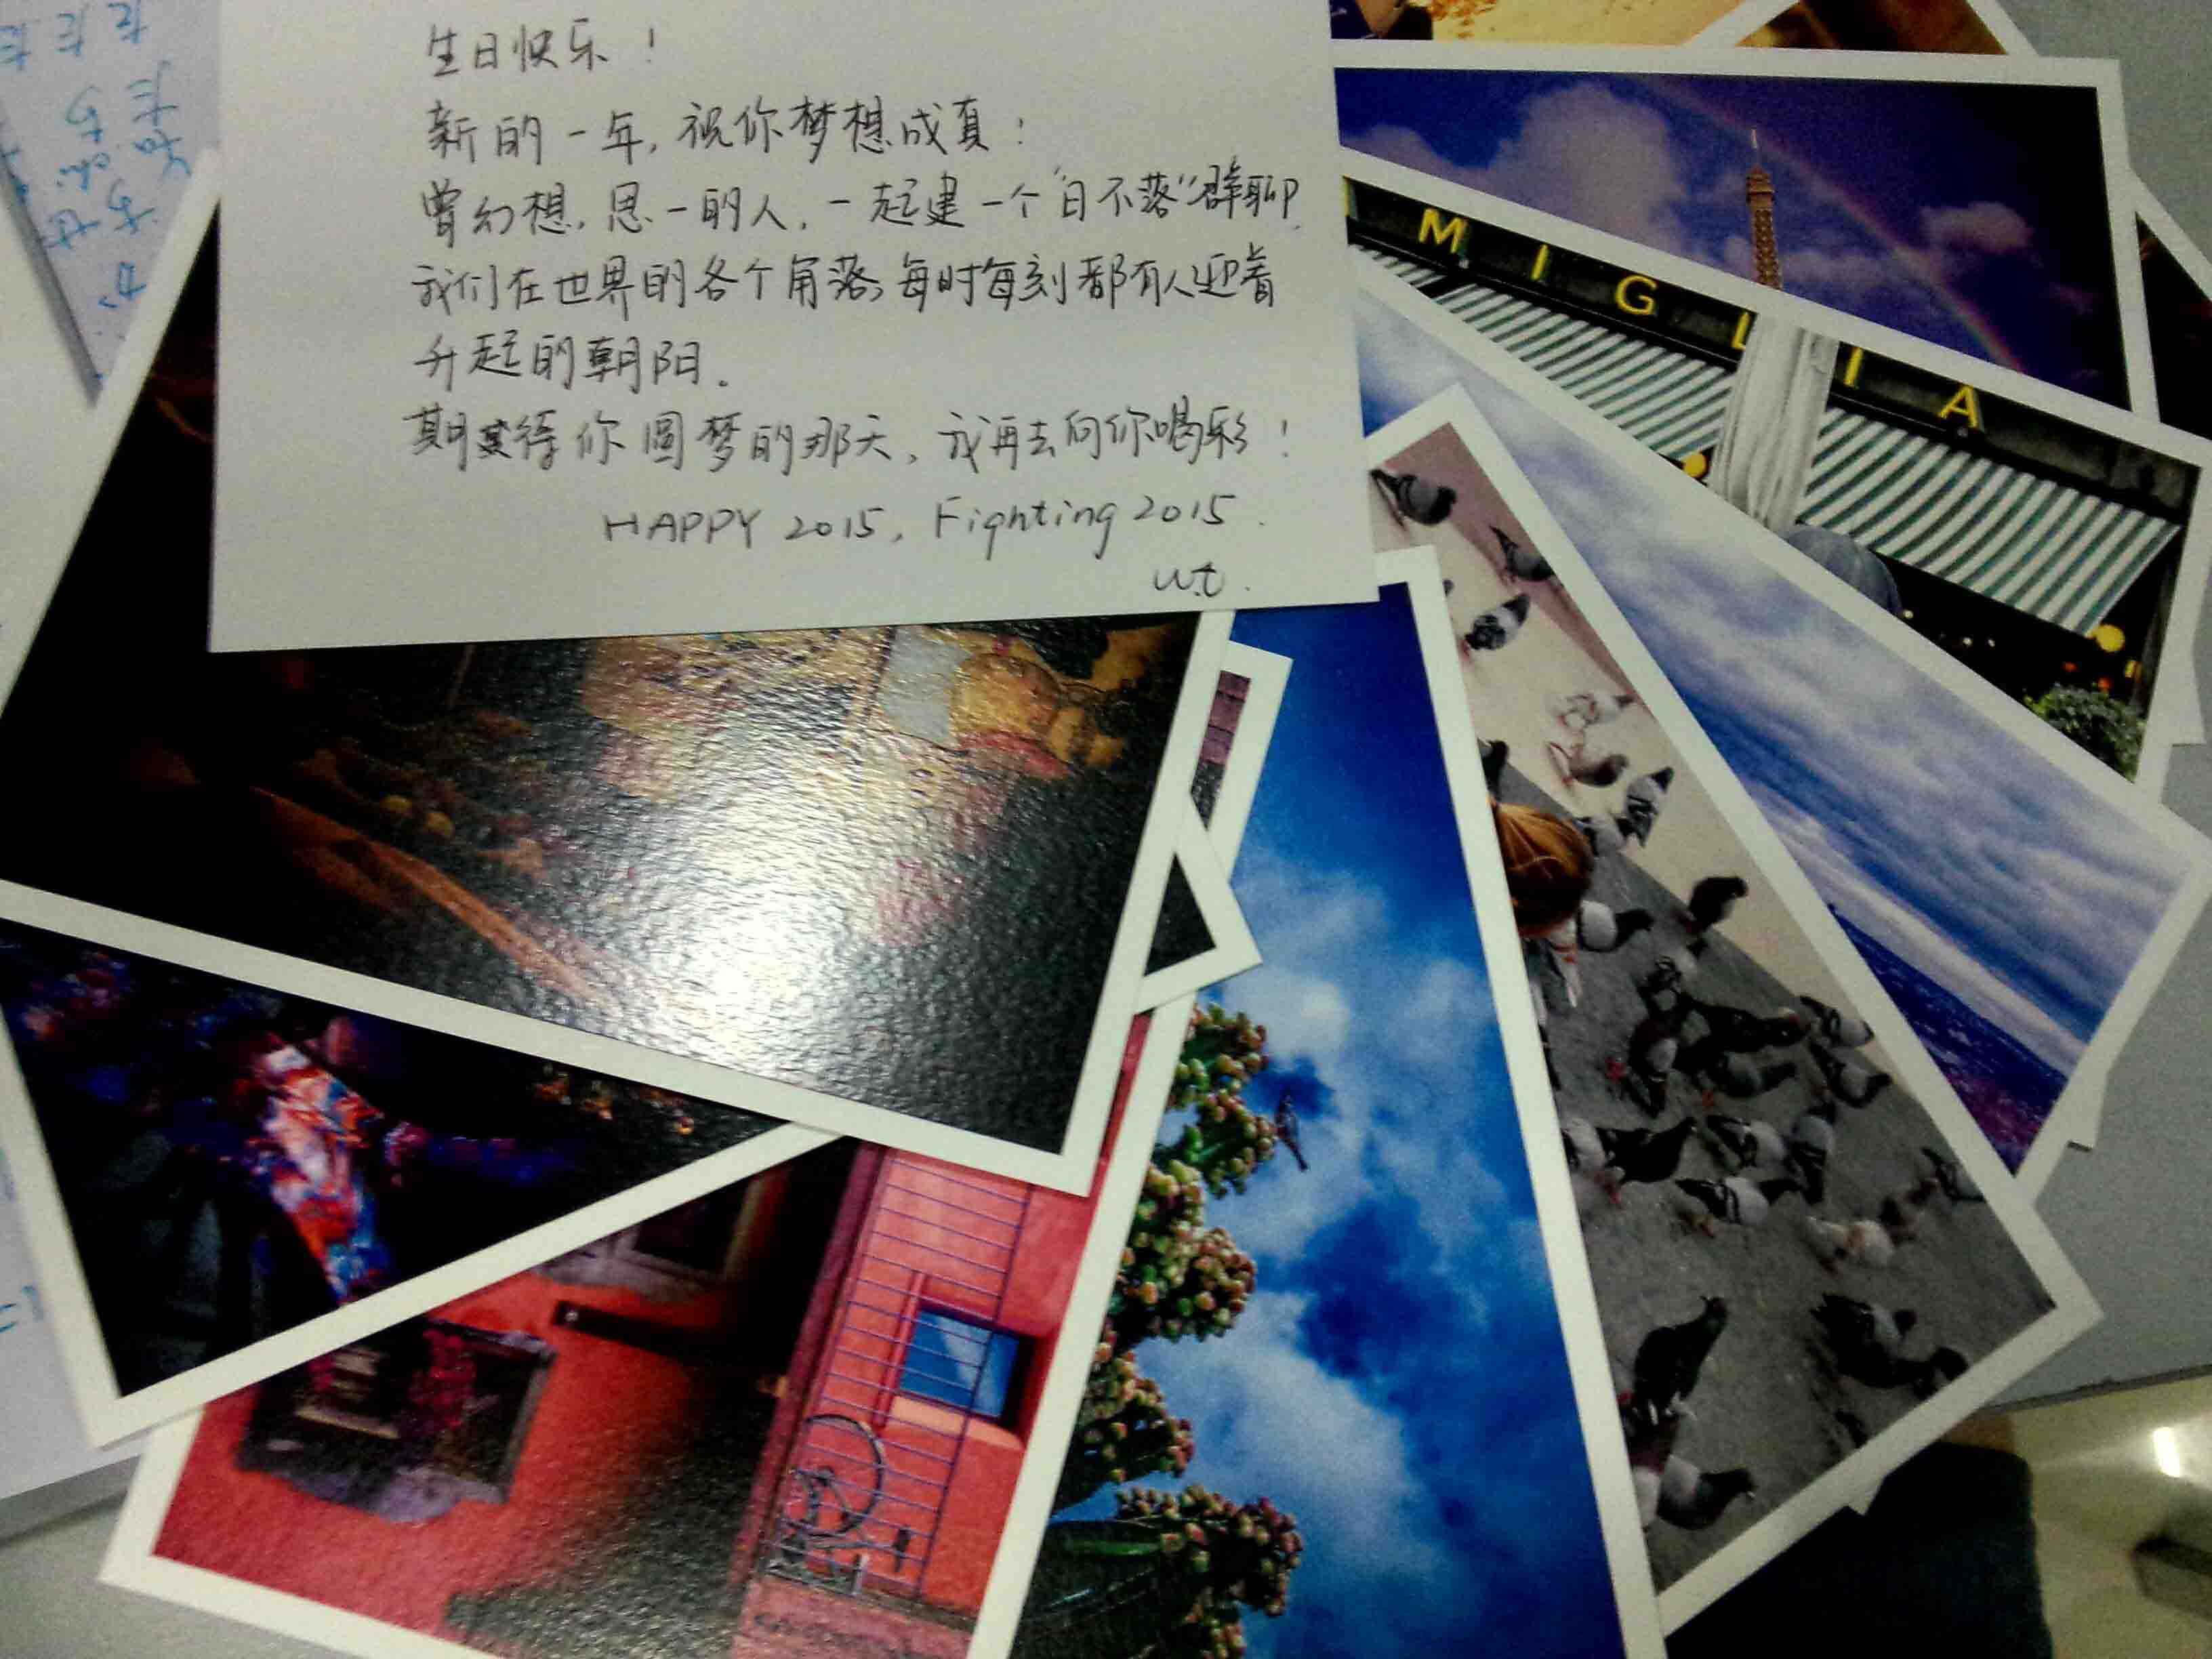 生日快乐！
新的一年，祝你梦想成真！
曾幻想，思一的人，一起建一个“日不落”群聊，
我们在世界的各个角落，每时每刻都有人迎着
升起的朝阳．
期待你圆梦的那天，我再去向你喝彩！
HAPPY 2015, Fighting 2015.
wt.
MIGLIA